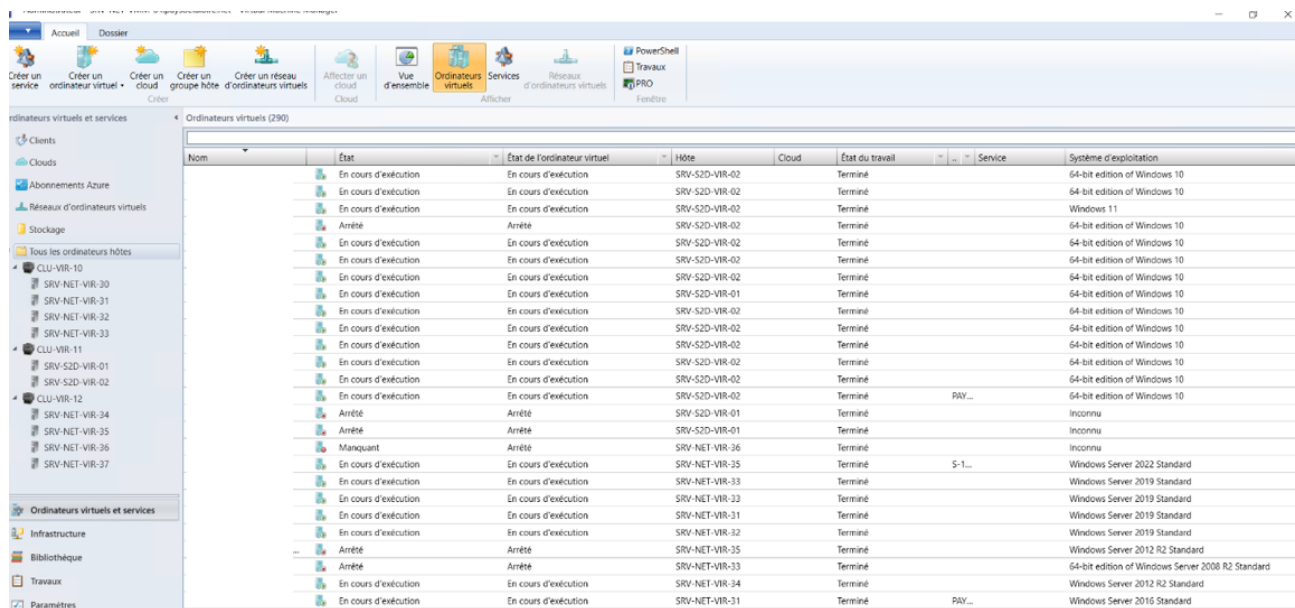 Accueil Dossier
Créer un service
Créer un ordinateur virtuel
Créer un cloud
Créer un groupe hôte
Créer un réseau d'ordinateurs virtuels
Créer
Affecter un cloud
Cloud
Vue d'ensemble
Ordinateurs virtuels
Services
Réseaux d'ordinateurs virtuels
Afficher
PowerShell
Travaux
PRO
Fenêtre
rdinateurs virtuels et services
Clients
Clouds
Abonnements Azure
Réseaux d'ordinateurs virtuels
Stockage
Tous les ordinateurs hôtes
CLU-VIR-10
SRV-NET-VIR-30
SRV-NET-VIR-31
SRV-NET-VIR-32
SRV-NET-VIR-33
CLU-VIR-11
SRV-S2D-VIR-01
SRV-S2D-VIR-02
CLU-VIR-12
SRV-NET-VIR-34
SRV-NET-VIR-35
SRV-NET-VIR-36
SRV-NET-VIR-37
Ordinateurs virtuels et services
Infrastructure
Bibliothèque
Travaux
Paramètres
Ordinateurs virtuels (290)
Nom État État de l'ordinateur virtuel Hôte Cloud État du travail .. Service Système d'exploitation
En cours d'exécution En cours d'exécution SRV-S2D-VIR-02 Terminé 64-bit edition of Windows 10
En cours d'exécution En cours d'exécution SRV-S2D-VIR-02 Terminé 64-bit edition of Windows 10
En cours d'exécution En cours d'exécution SRV-S2D-VIR-02 Terminé Windows 11
Arrêté Arrêté SRV-S2D-VIR-02 Terminé 64-bit edition of Windows 10
En cours d'exécution En cours d'exécution SRV-S2D-VIR-02 Terminé 64-bit edition of Windows 10
En cours d'exécution En cours d'exécution SRV-S2D-VIR-02 Terminé 64-bit edition of Windows 10
En cours d'exécution En cours d'exécution SRV-S2D-VIR-02 Terminé 64-bit edition of Windows 10
En cours d'exécution En cours d'exécution SRV-S2D-VIR-01 Terminé 64-bit edition of Windows 10
En cours d'exécution En cours d'exécution SRV-S2D-VIR-02 Terminé 64-bit edition of Windows 10
En cours d'exécution En cours d'exécution SRV-S2D-VIR-02 Terminé 64-bit edition of Windows 10
En cours d'exécution En cours d'exécution SRV-S2D-VIR-02 Terminé 64-bit edition of Windows 10
En cours d'exécution En cours d'exécution SRV-S2D-VIR-02 Terminé 64-bit edition of Windows 10
En cours d'exécution En cours d'exécution SRV-S2D-VIR-02 Terminé 64-bit edition of Windows 10
En cours d'exécution En cours d'exécution SRV-S2D-VIR-02 Terminé PAY... 64-bit edition of Windows 10
Arrêté Arrêté SRV-S2D-VIR-01 Terminé Inconnu
Arrêté Arrêté SRV-S2D-VIR-01 Terminé Inconnu
Manquant Arrêté SRV-NET-VIR-36 Terminé Inconnu
En cours d'exécution En cours d'exécution SRV-NET-VIR-35 Terminé S-1... Windows Server 2022 Standard
En cours d'exécution En cours d'exécution SRV-NET-VIR-33 Terminé Windows Server 2019 Standard
En cours d'exécution En cours d'exécution SRV-NET-VIR-33 Terminé Windows Server 2019 Standard
En cours d'exécution En cours d'exécution SRV-NET-VIR-31 Terminé Windows Server 2019 Standard
En cours d'exécution En cours d'exécution SRV-NET-VIR-32 Terminé Windows Server 2019 Standard
... Arrêté Arrêté SRV-NET-VIR-35 Terminé Windows Server 2012 R2 Standard
Arrêté Arrêté SRV-NET-VIR-33 Terminé 64-bit edition of Windows Server 2008 R2 Standard
En cours d'exécution En cours d'exécution SRV-NET-VIR-34 Terminé Windows Server 2012 R2 Standard
En cours d'exécution En cours d'exécution SRV-NET-VIR-31 Terminé PAY... Windows Server 2016 Standard